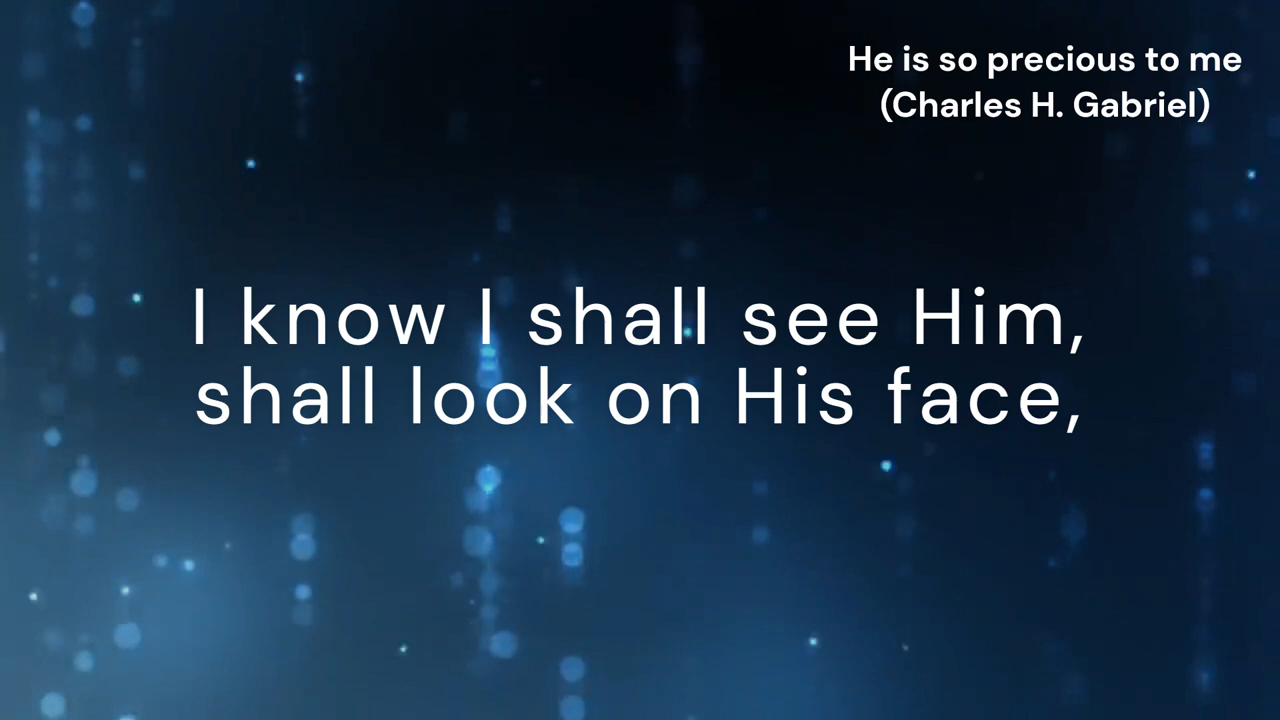 He is so precious to me
(Charles H. Gabriel)
I know I shall see Him,
shall look on His face,